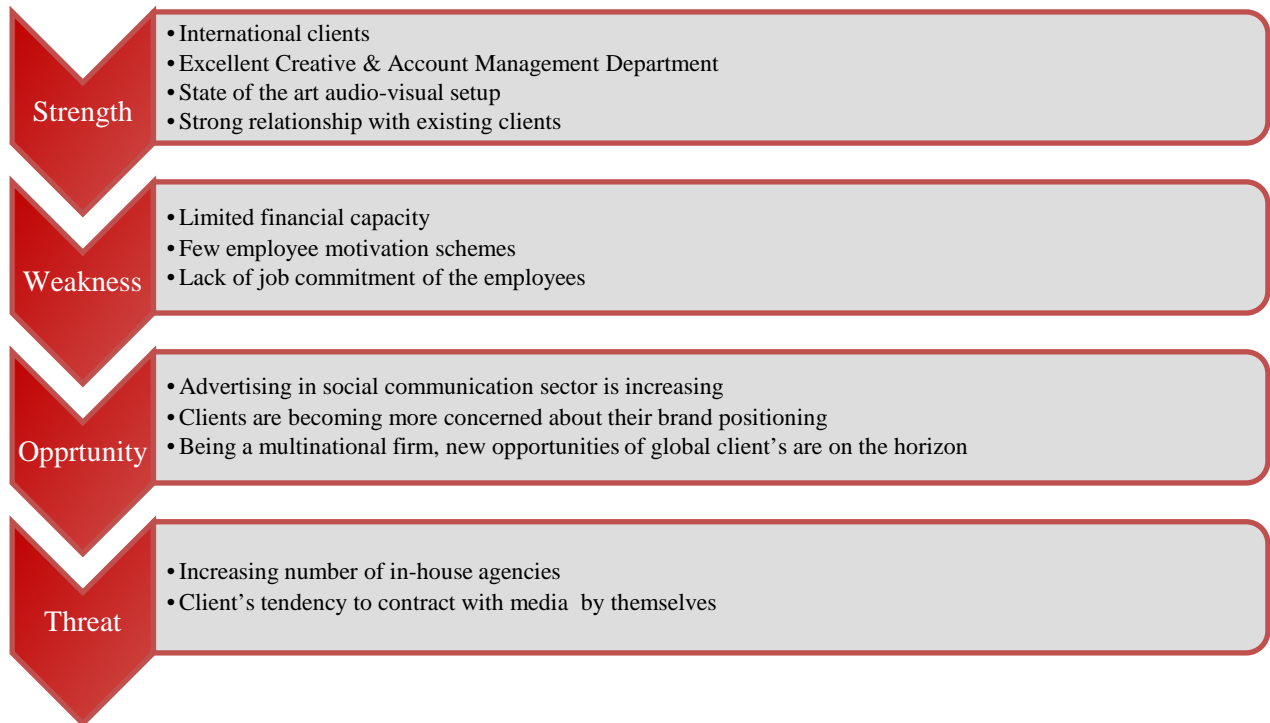 Strength
• International clients
• Excellent Creative & Account Management Department
• State of the art audio-visual setup
• Strong relationship with existing clients
Weakness
• Limited financial capacity
• Few employee motivation schemes
• Lack of job commitment of the employees
Opprtunity
• Advertising in social communication sector is increasing
• Clients are becoming more concerned about their brand positioning
• Being a multinational firm, new opportunities of global client’s are on the horizon
Threat
• Increasing number of in-house agencies
• Client’s tendency to contract with media  by themselves